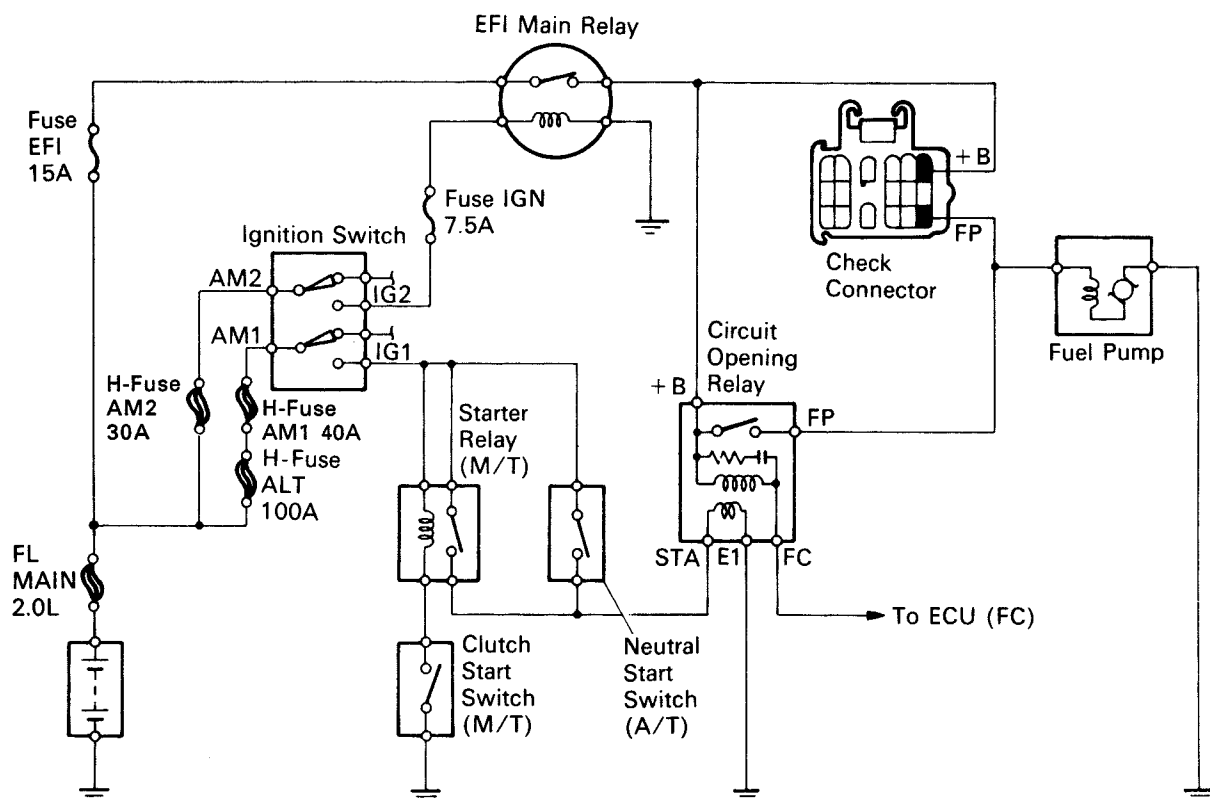 EFI Main Relay
Fuse
EFI
15A
+B
Fuse IGN
7.5A
Ignition Switch
FP
AM2
IG2
Check
Connector
AM1
IG1
Circuit
Opening
Relay
Fuel Pump
+B
H-Fuse
AM2
30A
H-Fuse
AM1 40A
H-Fuse
ALT
100A
Starter
Relay
(M/T)
FP
FL
MAIN
2.0L
STA
E1
FC
To ECU (FC)
Clutch
Start
Switch
(M/T)
Neutral
Start
Switch
(A/T)